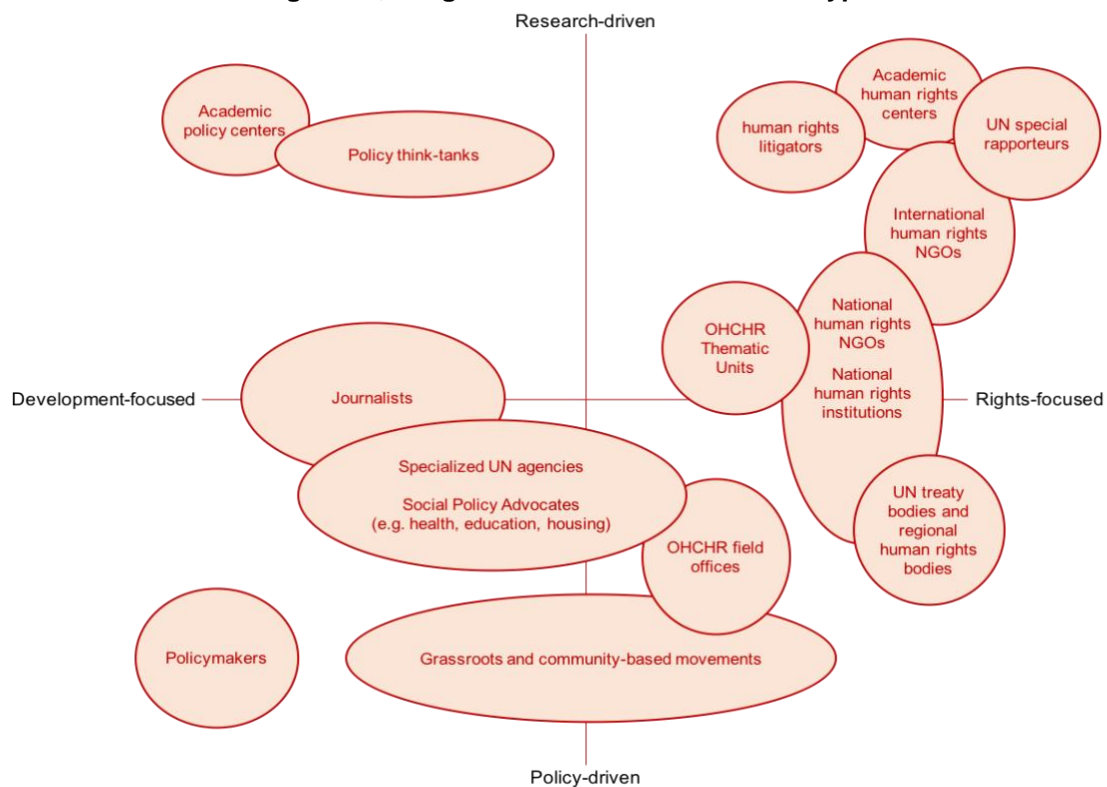 Research-driven
Academic
policy centers
Policy think-tanks
human rights
litigators
Academic
human rights
centers
UN special
rapporteurs
International
human rights
NGOs
OHCHR
Thematic
Units
National
human rights
NGOs
National
human rights
institutions
Development-focused
Journalists
Rights-focused
Specialized UN agencies
Social Policy Advocates
(e.g. health, education, housing)
OHCHR field
offices
UN treaty
bodies and
regional
human rights
bodies
Policymakers
Grassroots and community-based movements
Policy-driven